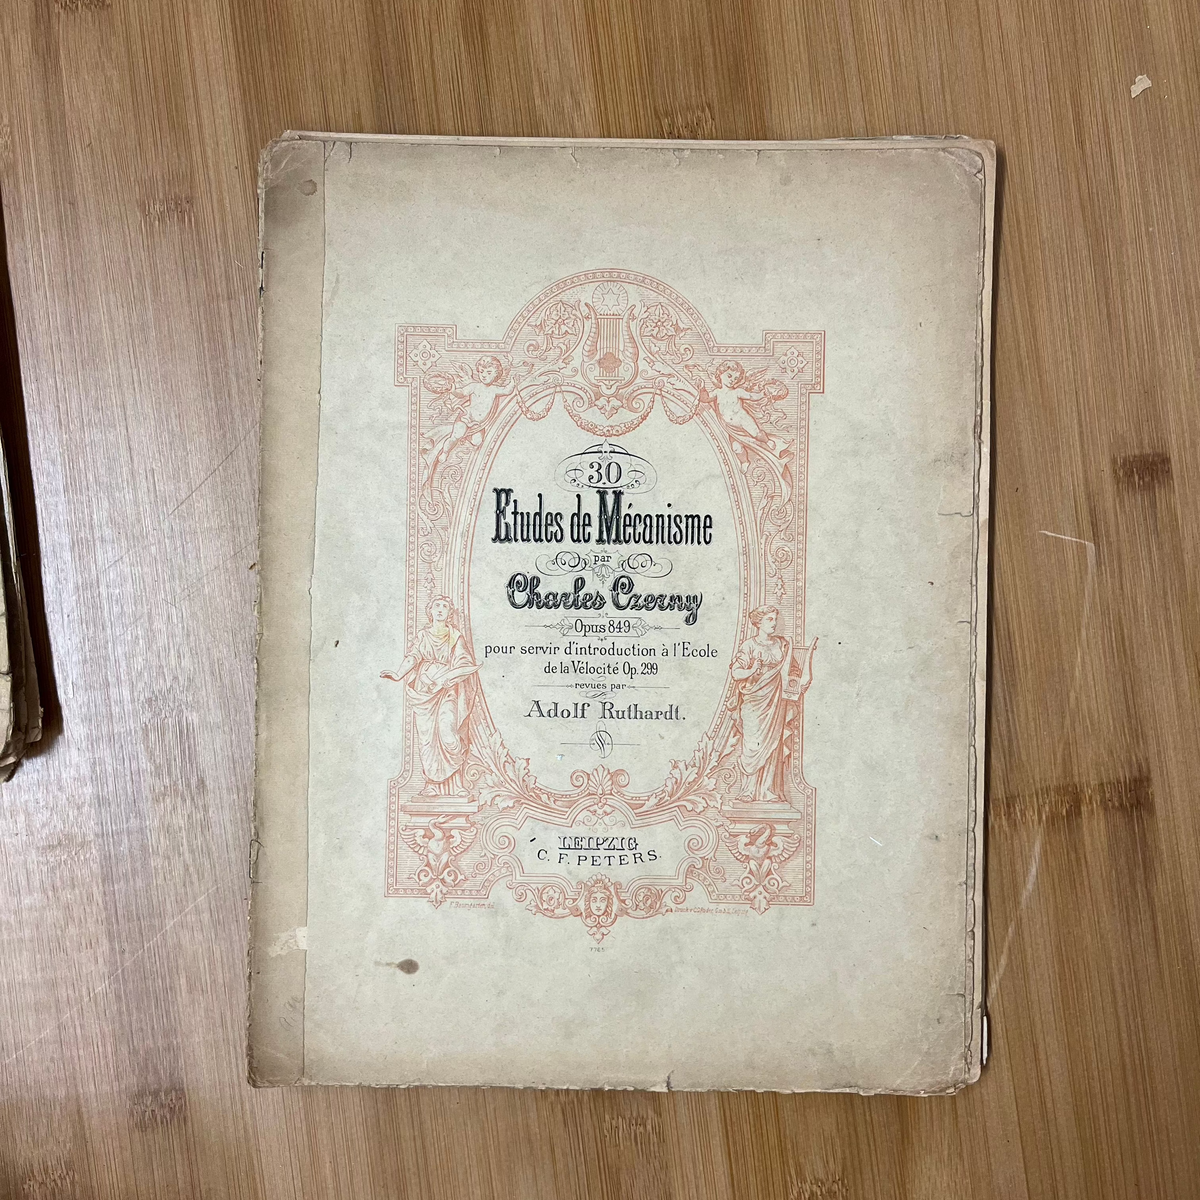 30
Etudes de Mécanisme
par
Charles Czerny
Opus 849
pour servir d'introduction à l'Ecole
de la Vélocité Op. 299
revues par
Adolf Ruthardt.
LEIPZIG
C. F. PETERS.